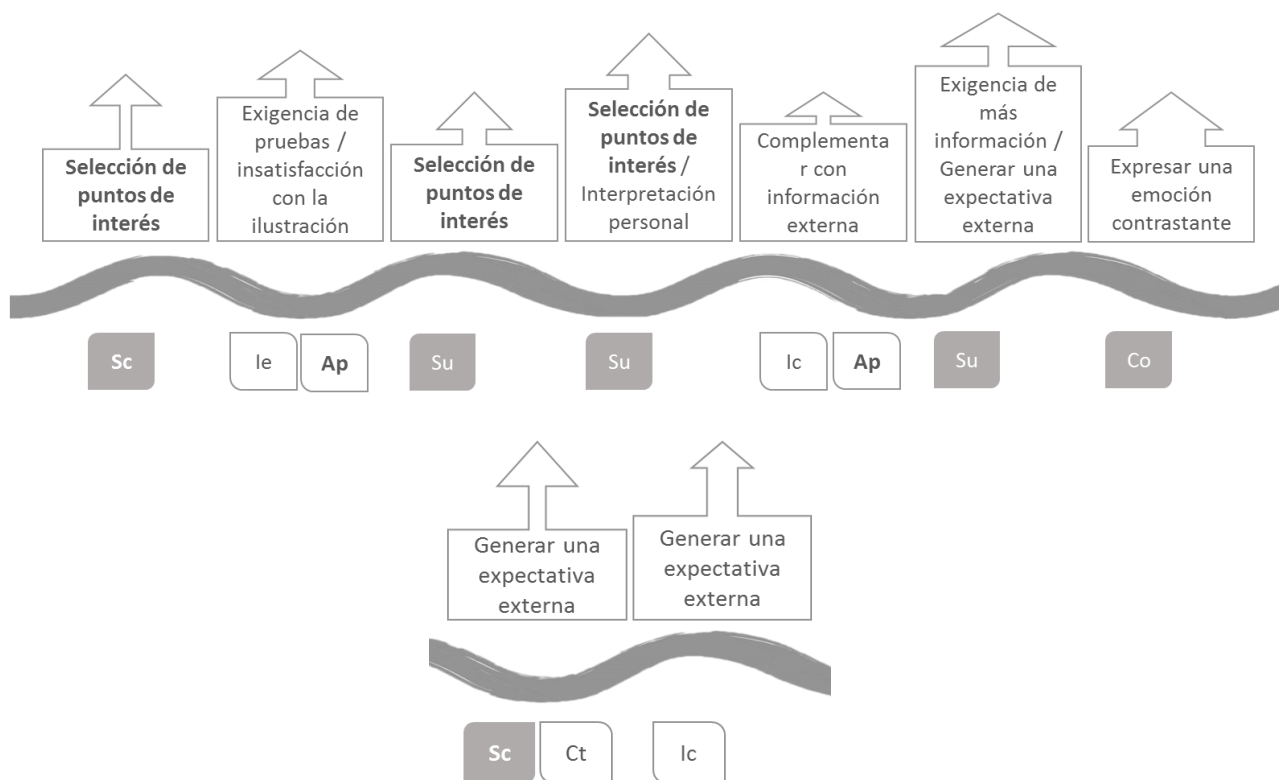 Selección de
puntos de
interés
Exigencia de
pruebas /
insatisfacción
con la
ilustración
Selección de
puntos de
interés
Selección de
puntos de
interés /
Interpretación
personal
Complementa
r con
información
externa
Exigencia de
más
información /
Generar una
expectativa
externa
Expresar una
emoción
contrastante
Sc
Ie
Ap
Su
Su
Ic
Ap
Su
Co
Generar una
expectativa
externa
Generar una
expectativa
externa
Sc
Ct
Ic